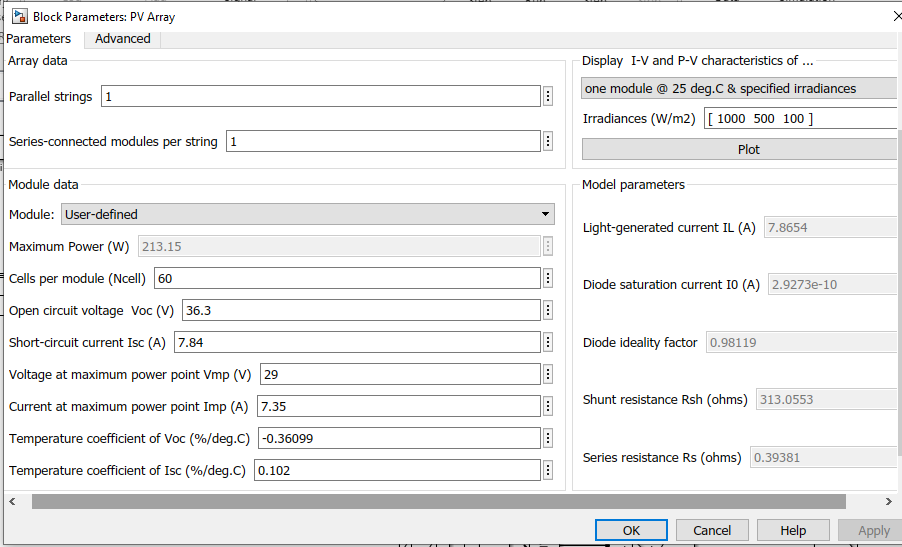 Block Parameters: PV Array
Parameters Advanced
Array data
Parallel strings 1
Series-connected modules per string 1
Module data
Module: User-defined
Maximum Power (W) 213.15
Cells per module (Ncell) 60
Open circuit voltage Voc (V) 36.3
Short-circuit current Isc (A) 7.84
Voltage at maximum power point Vmp (V) 29
Current at maximum power point Imp (A) 7.35
Temperature coefficient of Voc (%/deg.C) -0.36099
Temperature coefficient of Isc (%/deg.C) 0.102
Display I-V and P-V characteristics of ...
one module @ 25 deg.C & specified irradiances
Irradiances (W/m2) [ 1000 500 100 ]
Plot
Model parameters
Light-generated current IL (A) 7.8654
Diode saturation current I0 (A) 2.9273e-10
Diode ideality factor 0.98119
Shunt resistance Rsh (ohms) 313.0553
Series resistance Rs (ohms) 0.39381
OK Cancel Help Apply